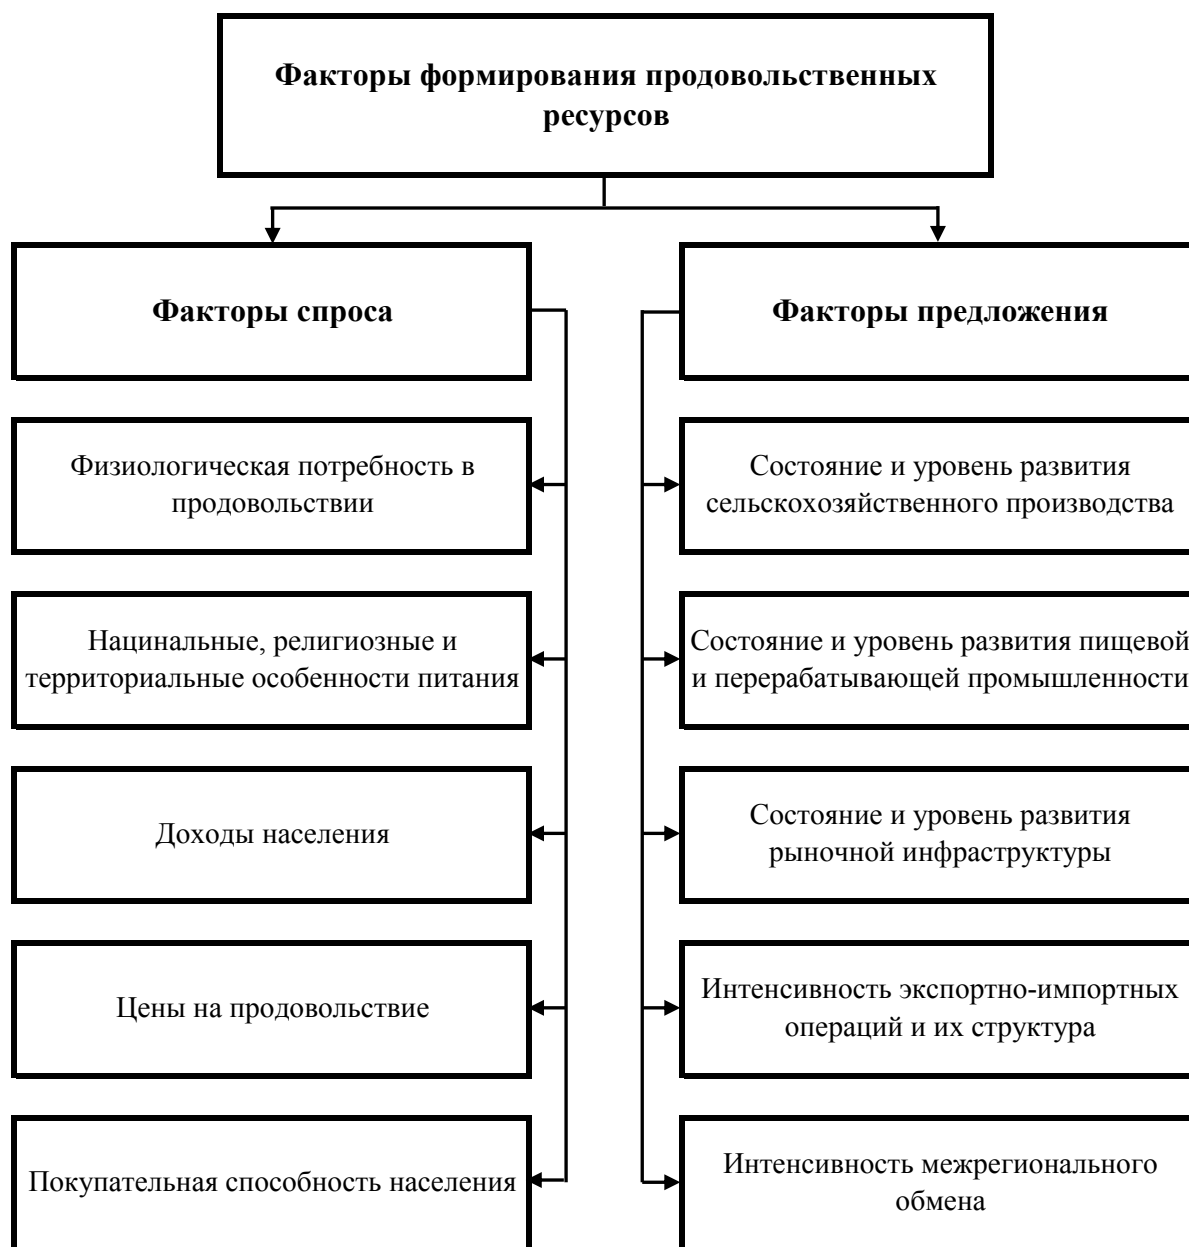 Факторы формирования продовольственных
ресурсов
Факторы спроса
Факторы предложения
Физиологическая потребность в
продовольствии
Состояние и уровень развития
сельскохозяйственного производства
Нацинальные, религиозные и
территориальные особенности питания
Состояние и уровень развития пищевой
и перерабатывающей промышленности
Доходы населения
Состояние и уровень развития
рыночной инфраструктуры
Цены на продовольствие
Интенсивность экспортно-импортных
операций и их структура
Покупательная способность населения
Интенсивность межрегионального
обмена